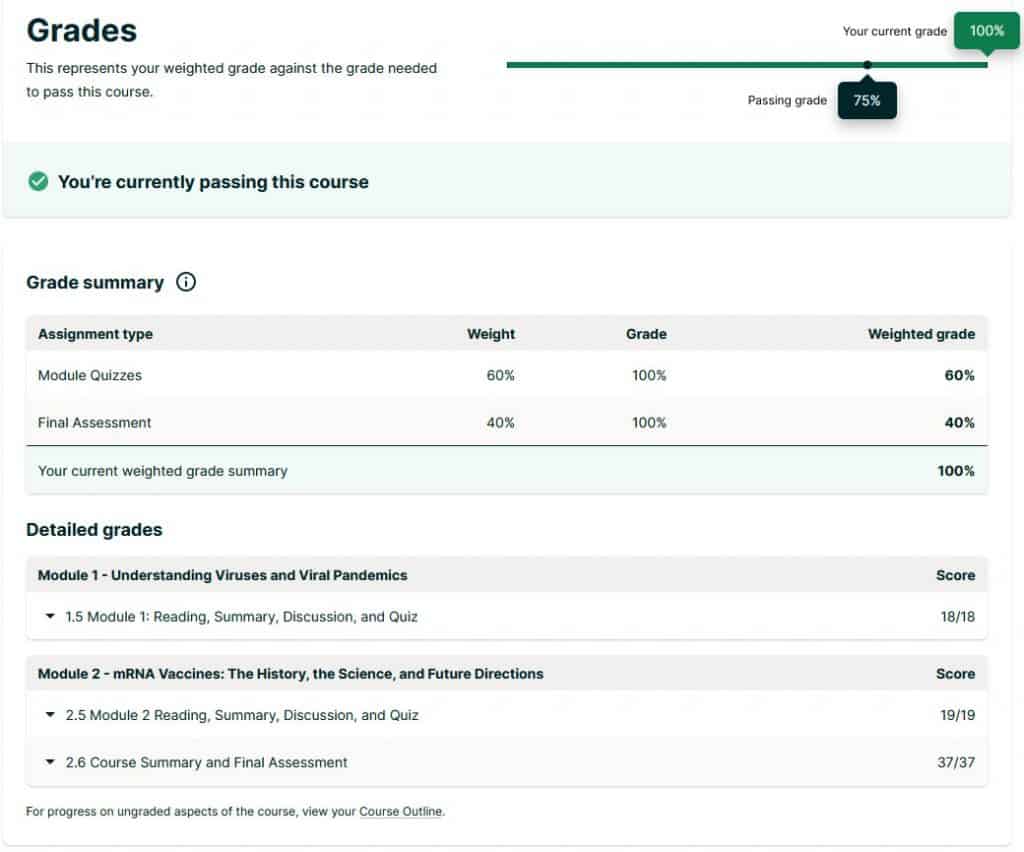 Grades
This represents your weighted grade against the grade needed
to pass this course.
Your current grade 100%
Passing grade 75%
You're currently passing this course
Grade summary
Assignment type Weight Grade Weighted grade
Module Quizzes 60% 100% 60%
Final Assessment 40% 100% 40%
Your current weighted grade summary 100%
Detailed grades
Module 1 - Understanding Viruses and Viral Pandemics Score
1.5 Module 1: Reading, Summary, Discussion, and Quiz 18/18
Module 2 - mRNA Vaccines: The History, the Science, and Future Directions Score
2.5 Module 2 Reading, Summary, Discussion, and Quiz 19/19
2.6 Course Summary and Final Assessment 37/37
For progress on ungraded aspects of the course, view your Course Outline.